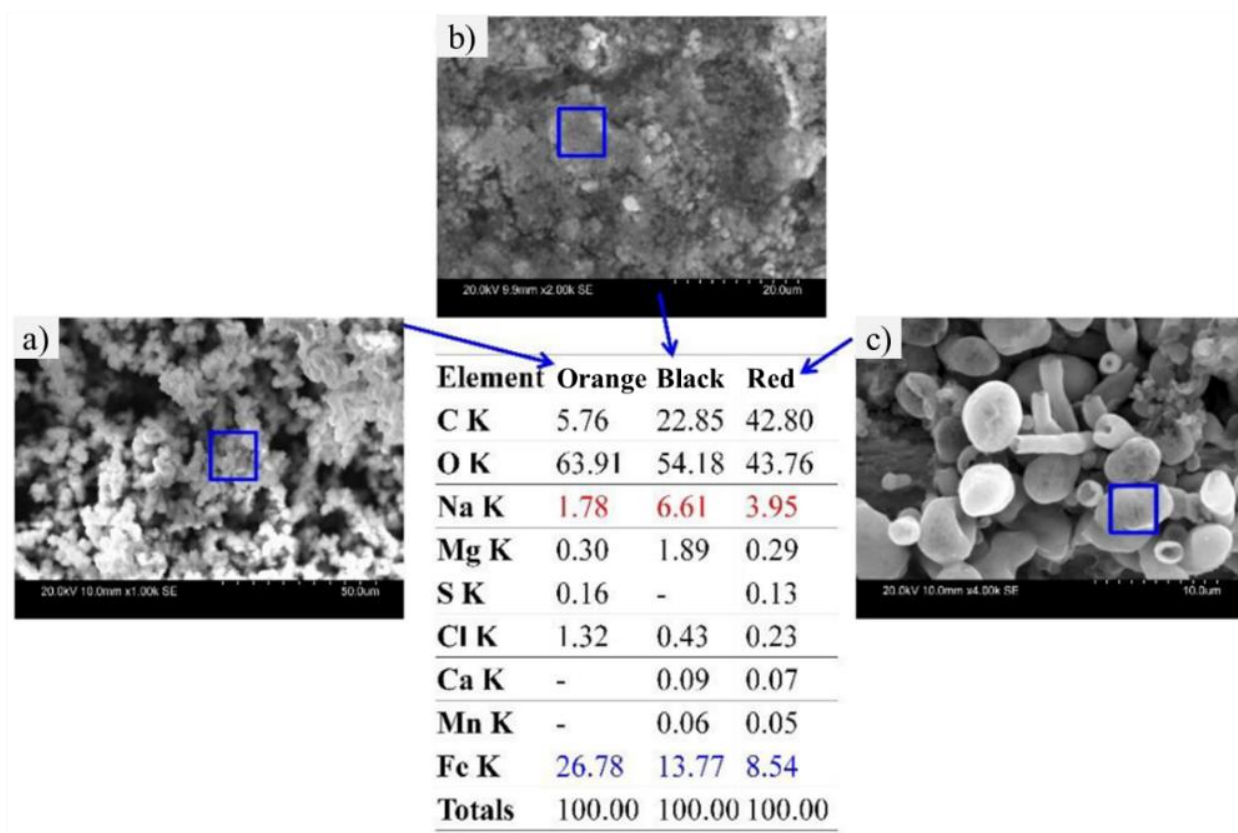 b)
20.0kV 9.9mm x2.00k SE 20.0um
a)
20.0kV 10.0mm x1.00k SE 50.0um
c)
20.0kV 10.0mm x4.00k SE 10.0um
Element Orange Black Red
C K 5.76 22.85 42.80
O K 63.91 54.18 43.76
Na K 1.78 6.61 3.95
Mg K 0.30 1.89 0.29
S K 0.16 - 0.13
Cl K 1.32 0.43 0.23
Ca K - 0.09 0.07
Mn K - 0.06 0.05
Fe K 26.78 13.77 8.54
Totals 100.00 100.00 100.00